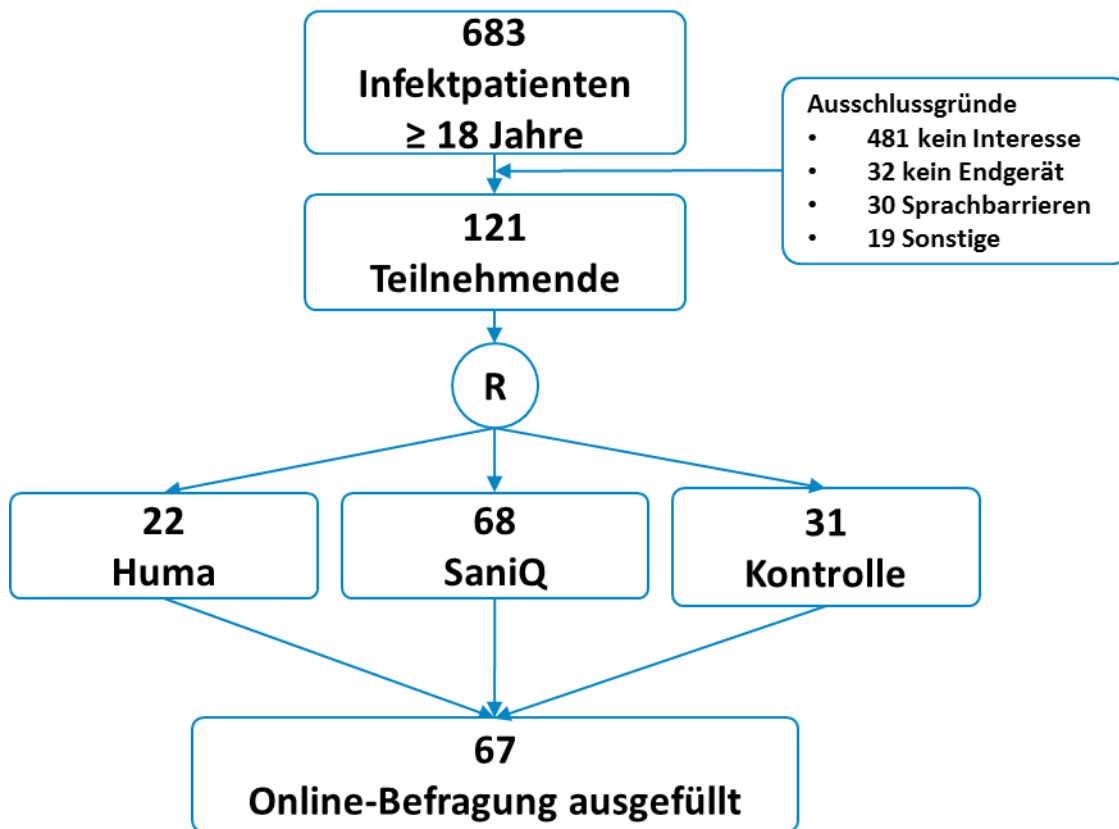 683
Infektpatienten
≥ 18 Jahre
Ausschlussgründe
• 481 kein Interesse
• 32 kein Endgerät
• 30 Sprachbarrieren
• 19 Sonstige
121
Teilnehmende
R
22
Huma
68
SaniQ
31
Kontrolle
67
Online-Befragung ausgefüllt